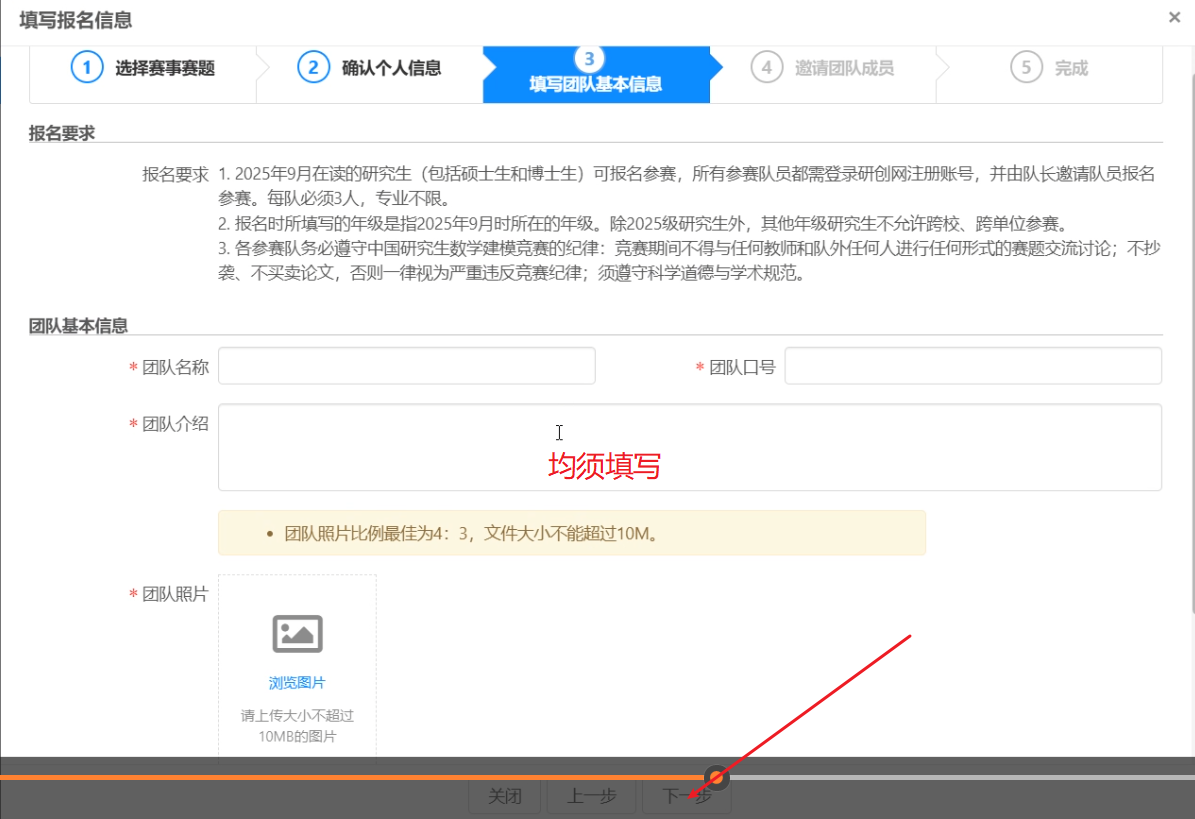 填写报名信息
×
1 选择赛事赛题
2 确认个人信息
3
填写团队基本信息
4 邀请团队成员
5 完成
报名要求
报名要求 1. 2025年9月在读的研究生（包括硕士生和博士生）可报名参赛，所有参赛队员都需登录研创网注册账号，并由队长邀请队员报名
参赛。每队必须3人，专业不限。
2. 报名时所填写的年级是指2025年9月时所在的年级。除2025级研究生外，其他年级研究生不允许跨校、跨单位参赛。
3. 各参赛队务必遵守中国研究生数学建模竞赛的纪律：竞赛期间不得与任何教师和队外任何人进行任何形式的赛题交流讨论；不抄
袭、不买卖论文，否则一律视为严重违反竞赛纪律；须遵守科学道德与学术规范。
团队基本信息
* 团队名称
* 团队口号
* 团队介绍
均须填写
• 团队照片比例最佳为4：3，文件大小不能超过10M。
* 团队照片
浏览图片
请上传大小不超过
10MB的图片
关闭
上一步
下一步